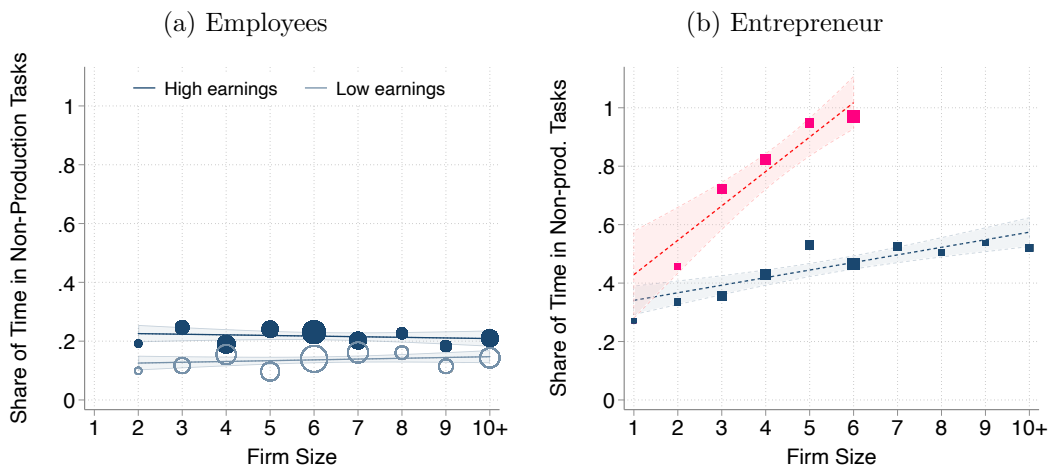 (a) Employees
Share of Time in Non-Production Tasks
High earnings
Low earnings
1
.8
.6
.4
.2
0
1 2 3 4 5 6 7 8 9 10+
Firm Size
(b) Entrepreneur
Share of Time in Non-prod. Tasks
1
.8
.6
.4
.2
0
1 2 3 4 5 6 7 8 9 10+
Firm Size